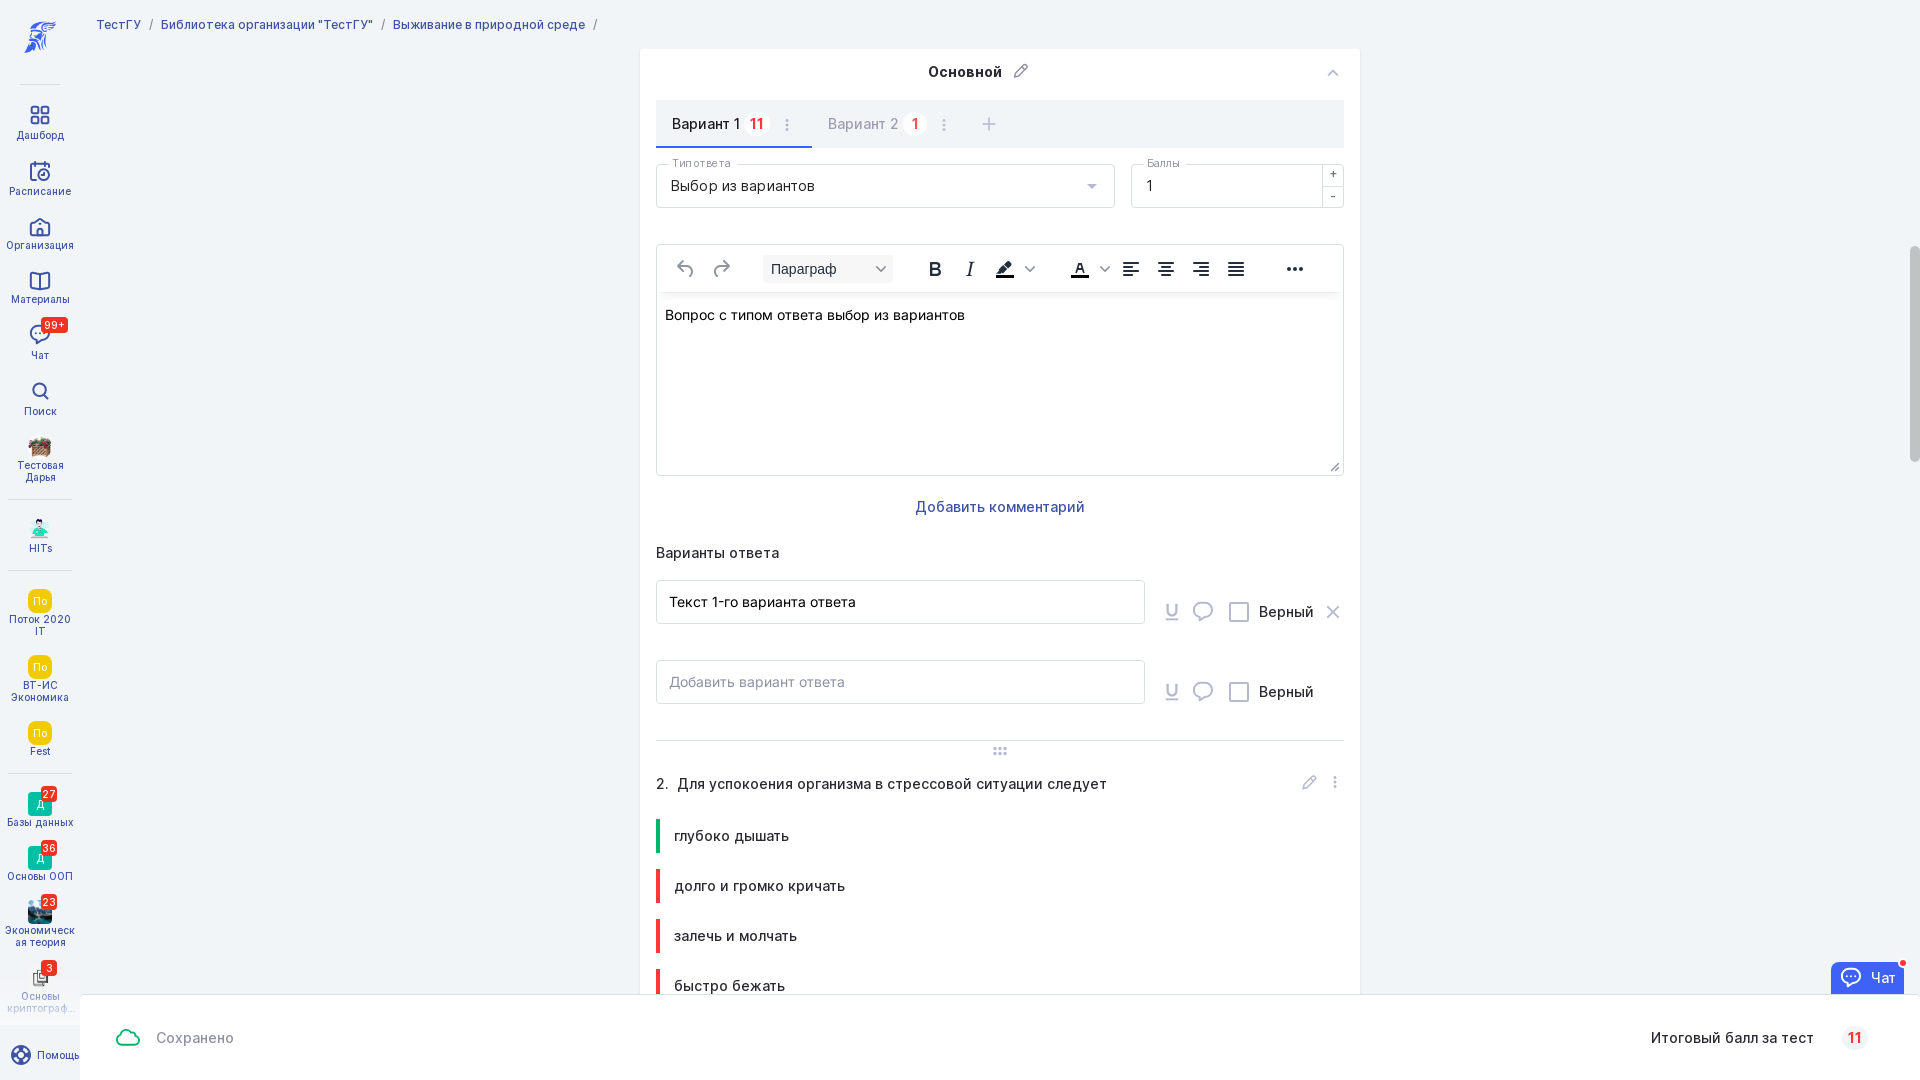 ТестГУ / Библиотека организации "ТестГУ" / Выживание в природной среде /
Дашборд
Расписание
Организация
Материалы
99+
Чат
Поиск
Тестовая
Дарья
HITs
По
Поток 2020
IT
По
ВТ-ИС
Экономика
По
Fest
27
Д
Базы данных
36
Д
Основы ООП
23
Экономическ
ая теория
3
Основы
криптограф...
Помощь
Основной
Вариант 1 11
Вариант 2 1
Тип ответа
Выбор из вариантов
Баллы
1
+
-
Параграф
B I A
Вопрос с типом ответа выбор из вариантов
Добавить комментарий
Варианты ответа
Текст 1-го варианта ответа
Верный
Добавить вариант ответа
Верный
2. Для успокоения организма в стрессовой ситуации следует
глубоко дышать
долго и громко кричать
залечь и молчать
быстро бежать
Чат
Сохранено
Итоговый балл за тест 11